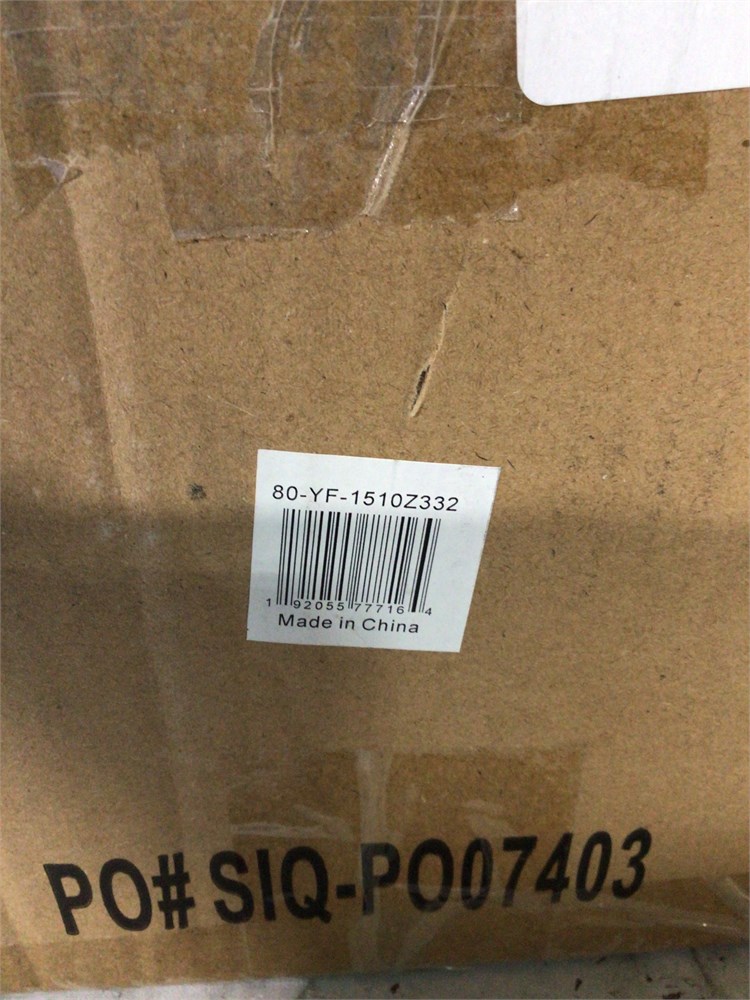 80-YF-1510Z332
1 92055 77716 4
Made in China
PO# SIQ-PO07403